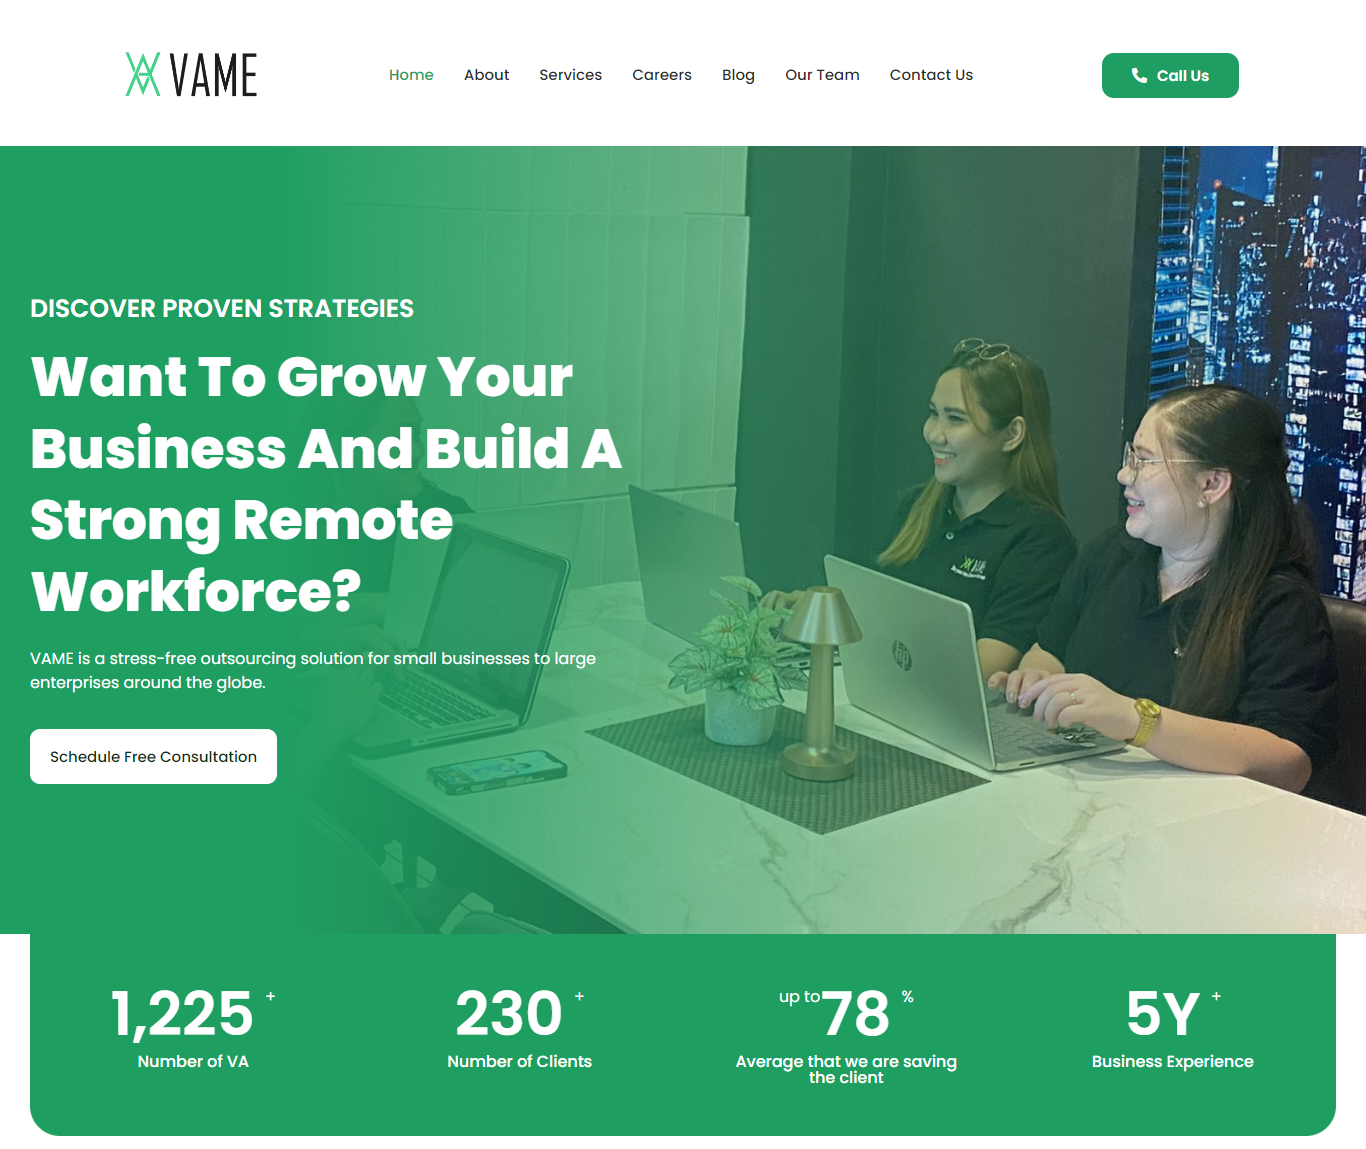 VAME
Home About Services Careers Blog Our Team Contact Us
Call Us
DISCOVER PROVEN STRATEGIES
Want To Grow Your
Business And Build A
Strong Remote
Workforce?
VAME is a stress-free outsourcing solution for small businesses to large
enterprises around the globe.
Schedule Free Consultation
hp
1,225 +
Number of VA
230 +
Number of Clients
up to 78 %
Average that we are saving
the client
5Y +
Business Experience